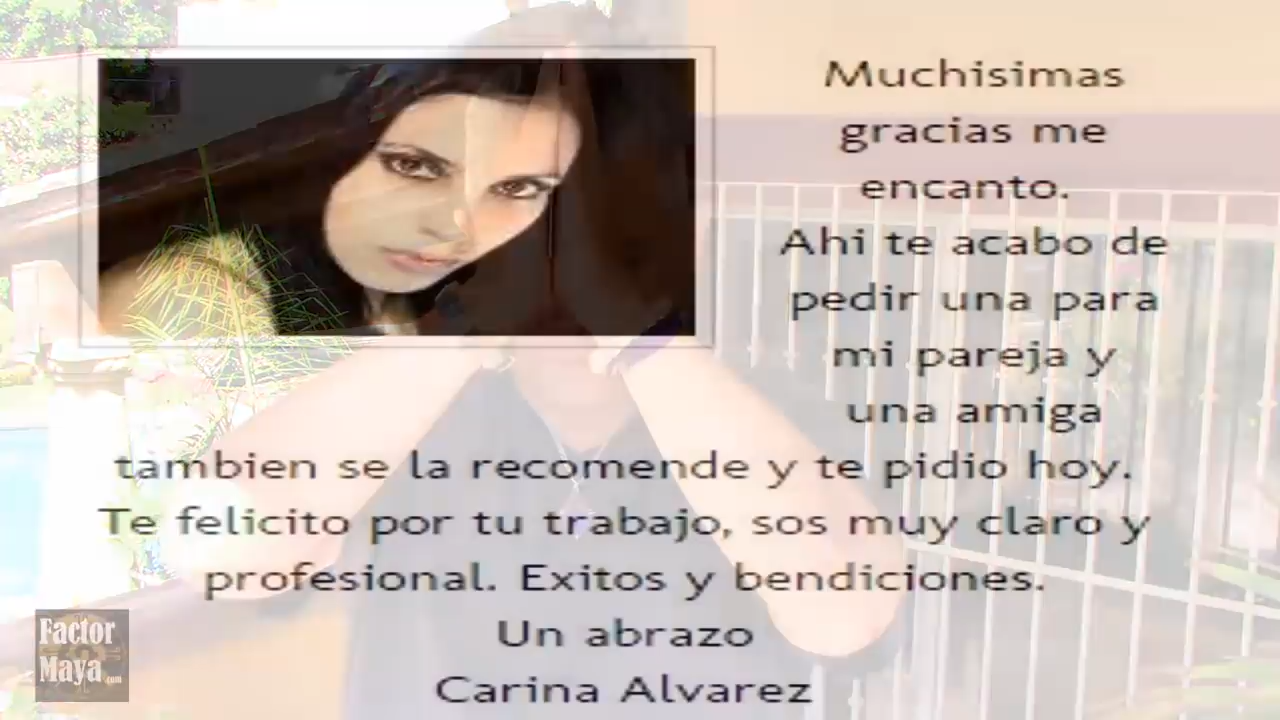 Muchisimas
gracias me
encanto.
Ahi te acabo de
pedir una para
mi pareja y
una amiga
tambien se la recomende y te pidio hoy.
Te felicito por tu trabajo, sos muy claro y
profesional. Exitos y bendiciones.
Un abrazo
Carina Alvarez
Factor
Maya.com